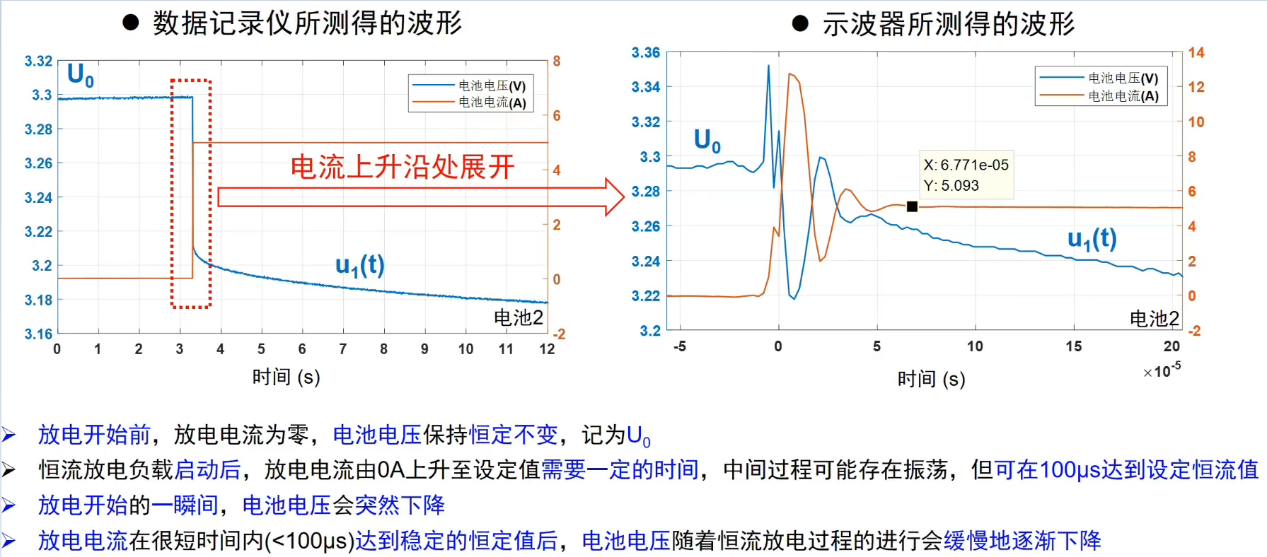 ● 数据记录仪所测得的波形
3.32
3.3
3.28
3.26
3.24
3.22
3.2
3.18
3.16
U0
电池电压(V)
电池电流(A)
8
6
4
2
0
-2
u1(t)
电池2
0 1 2 3 4 5 6 7 8 9 10 11 12
时间 (s)
电流上升沿处展开
● 示波器所测得的波形
3.36
3.34
3.32
3.3
3.28
3.26
3.24
3.22
3.2
U0
电池电压(V)
电池电流(A)
X: 6.771e-05
Y: 5.093
14
12
10
8
6
4
2
0
-2
u1(t)
电池2
-5 0 5 10 15 20
×10-5
时间 (s)
➢ 放电开始前，放电电流为零，电池电压保持恒定不变，记为U0
➢ 恒流放电负载启动后，放电电流由0A上升至设定值需要一定的时间，中间过程可能存在振荡，但可在100μs达到设定恒流值
➢ 放电开始的一瞬间，电池电压会突然下降
➢ 放电电流在很短时间内(<100μs)达到稳定的恒定值后，电池电压随着恒流放电过程的进行会缓慢地逐渐下降